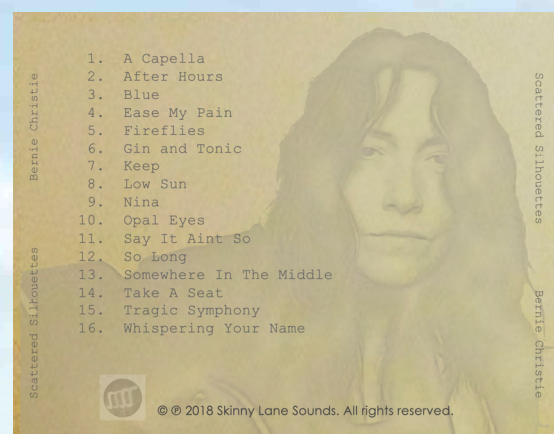 1. A Capella
2. After Hours
3. Blue
4. Ease My Pain
5. Fireflies
6. Gin and Tonic
7. Keep
8. Low Sun
9. Nina
10. Opal Eyes
11. Say It Aint So
12. So Long
13. Somewhere In The Middle
14. Take A Seat
15. Tragic Symphony
16. Whispering Your Name
Scattered Silhouettes Bernie Christie
Scattered Silhouettes Bernie Christie
© ℗ 2018 Skinny Lane Sounds. All rights reserved.